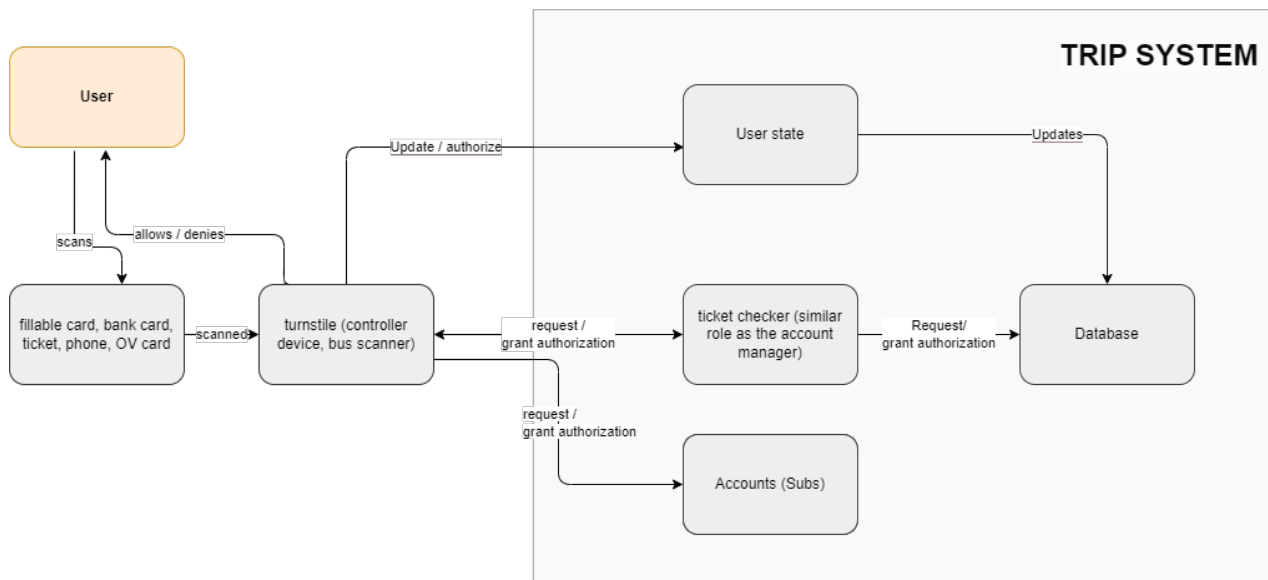 TRIP SYSTEM
User
User state
Update / authorize
Updates
scans
allows / denies
fillable card, bank card,
ticket, phone, OV card
scanned
turnstile (controller
device, bus scanner)
request /
grant authorization
ticket checker (similar
role as the account
manager)
Request/
grant authorization
Database
request /
grant authorization
Accounts (Subs)